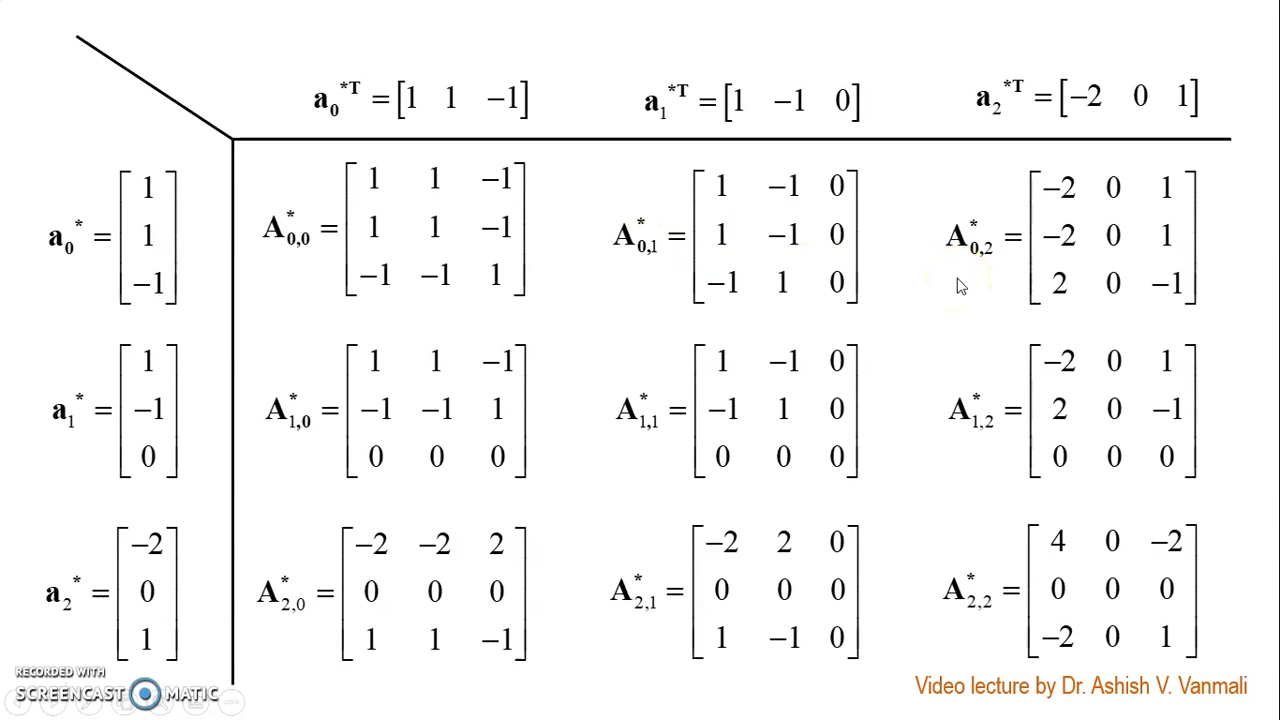 a₀*ᵀ = [1 1 −1] a₁*ᵀ = [1 −1 0] a₂*ᵀ = [−2 0 1]
a₀* = [1; 1; −1] A*₀,₀ = [1 1 −1; 1 1 −1; −1 −1 1] A*₀,₁ = [1 −1 0; 1 −1 0; −1 1 0] A*₀,₂ = [−2 0 1; −2 0 1; 2 0 −1]
a₁* = [1; −1; 0] A*₁,₀ = [1 1 −1; −1 −1 1; 0 0 0] A*₁,₁ = [1 −1 0; −1 1 0; 0 0 0] A*₁,₂ = [−2 0 1; 2 0 −1; 0 0 0]
a₂* = [−2; 0; 1] A*₂,₀ = [−2 −2 2; 0 0 0; 1 1 −1] A*₂,₁ = [−2 2 0; 0 0 0; 1 −1 0] A*₂,₂ = [4 0 −2; 0 0 0; −2 0 1]
RECORDED WITH
SCREENCAST MATIC
Video lecture by Dr. Ashish V. Vanmali